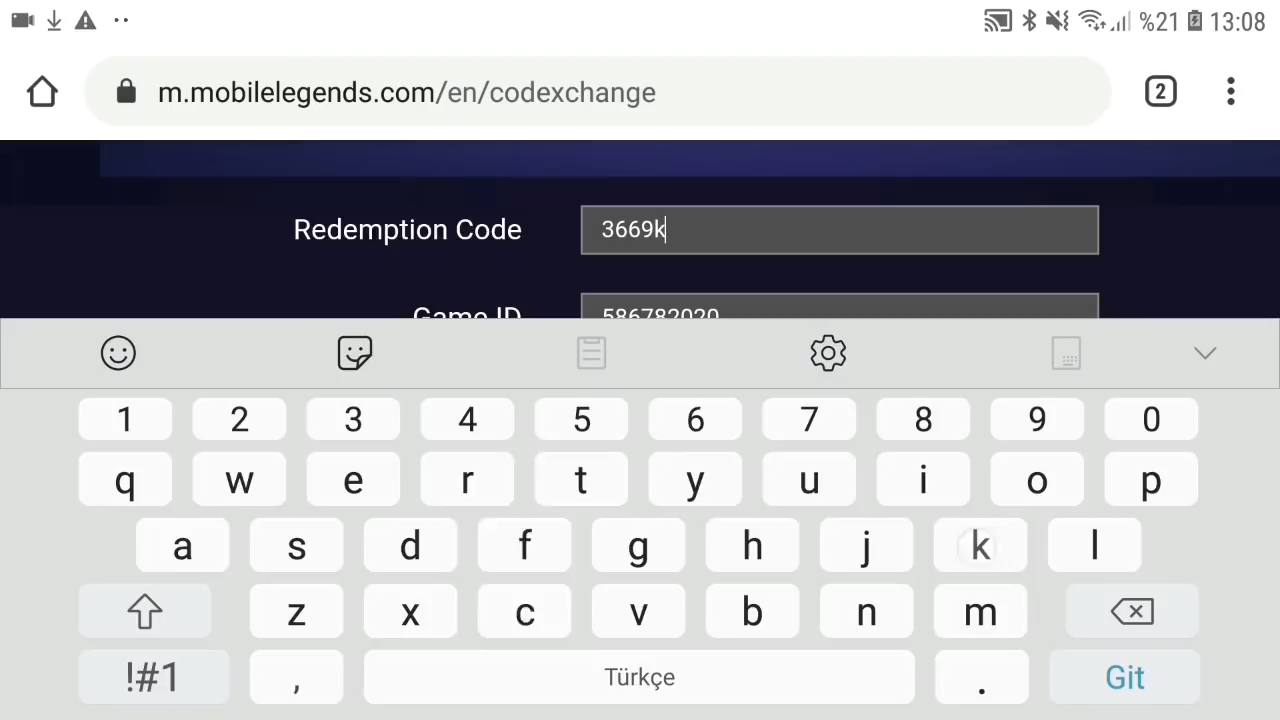 %21 13:08
m.mobilelegends.com/en/codexchange 2
Redemption Code 3669k
Game ID 586782020
1 2 3 4 5 6 7 8 9 0
q w e r t y u i o p
a s d f g h j k l
z x c v b n m
!#1 , Türkçe . Git